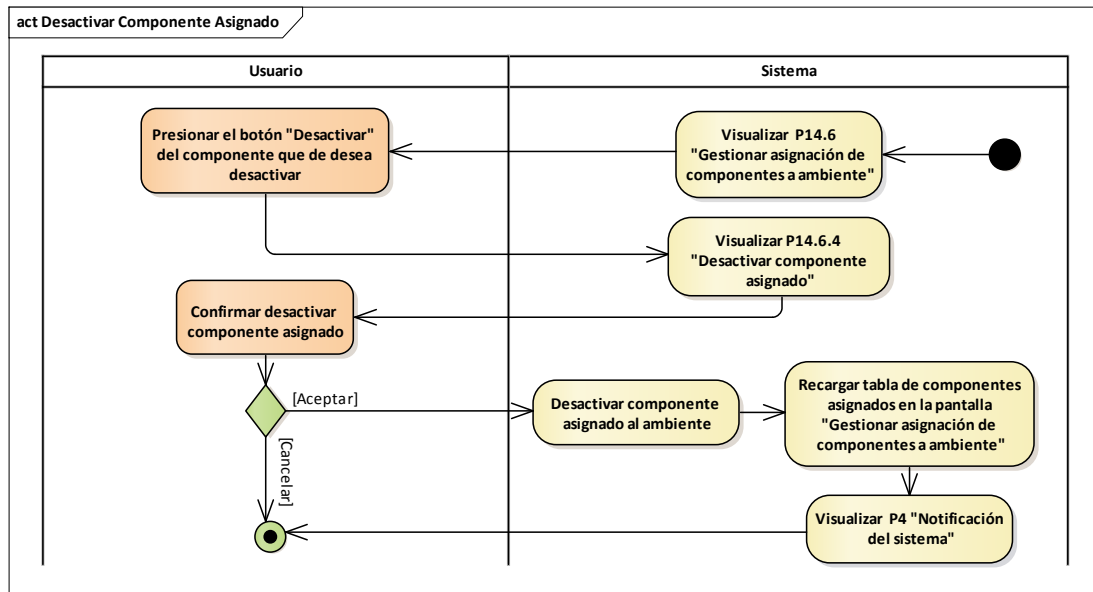 act Desactivar Componente Asignado
Usuario
Sistema
Presionar el botón "Desactivar"
del componente que de desea
desactivar
Visualizar P14.6
"Gestionar asignación de
componentes a ambiente"
Visualizar P14.6.4
"Desactivar componente
asignado"
Confirmar desactivar
componente asignado
[Aceptar]
[Cancelar]
Desactivar componente
asignado al ambiente
Recargar tabla de componentes
asignados en la pantalla
"Gestionar asignación de
componentes a ambiente"
Visualizar P4 "Notificación
del sistema"